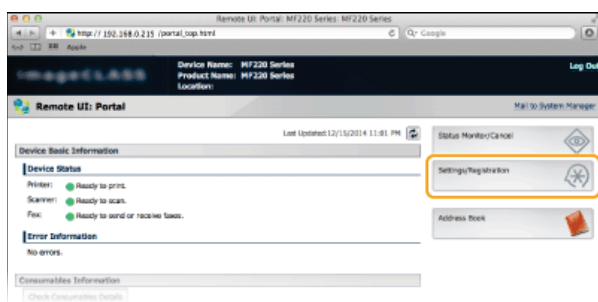 Remote UI: Portal: MF220 Series: MF220 Series
http://192.168.0.215/portal_top.html
Google
Apple
imageCLASS
Device Name: MF220 Series
Product Name: MF220 Series
Location:
Log Out
Remote UI: Portal
Mail to System Manager
Last Updated:12/15/2014 11:01 PM
Device Basic Information
Device Status
Printer: Ready to print.
Scanner: Ready to scan.
Fax: Ready to send or receive faxes.
Error Information
No errors.
Consumables Information
Check Consumables Details
Status Monitor/Cancel
Settings/Registration
Address Book